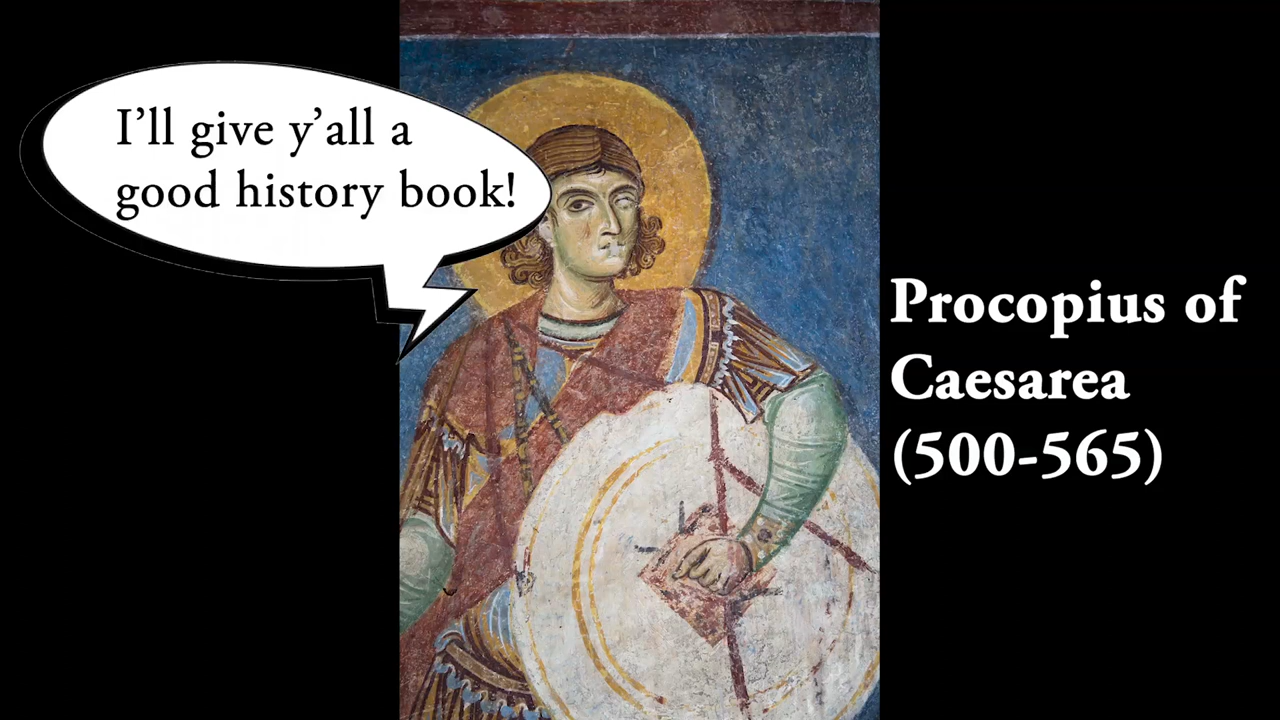 I'll give y'all a
good history book!
Procopius of
Caesarea
(500-565)